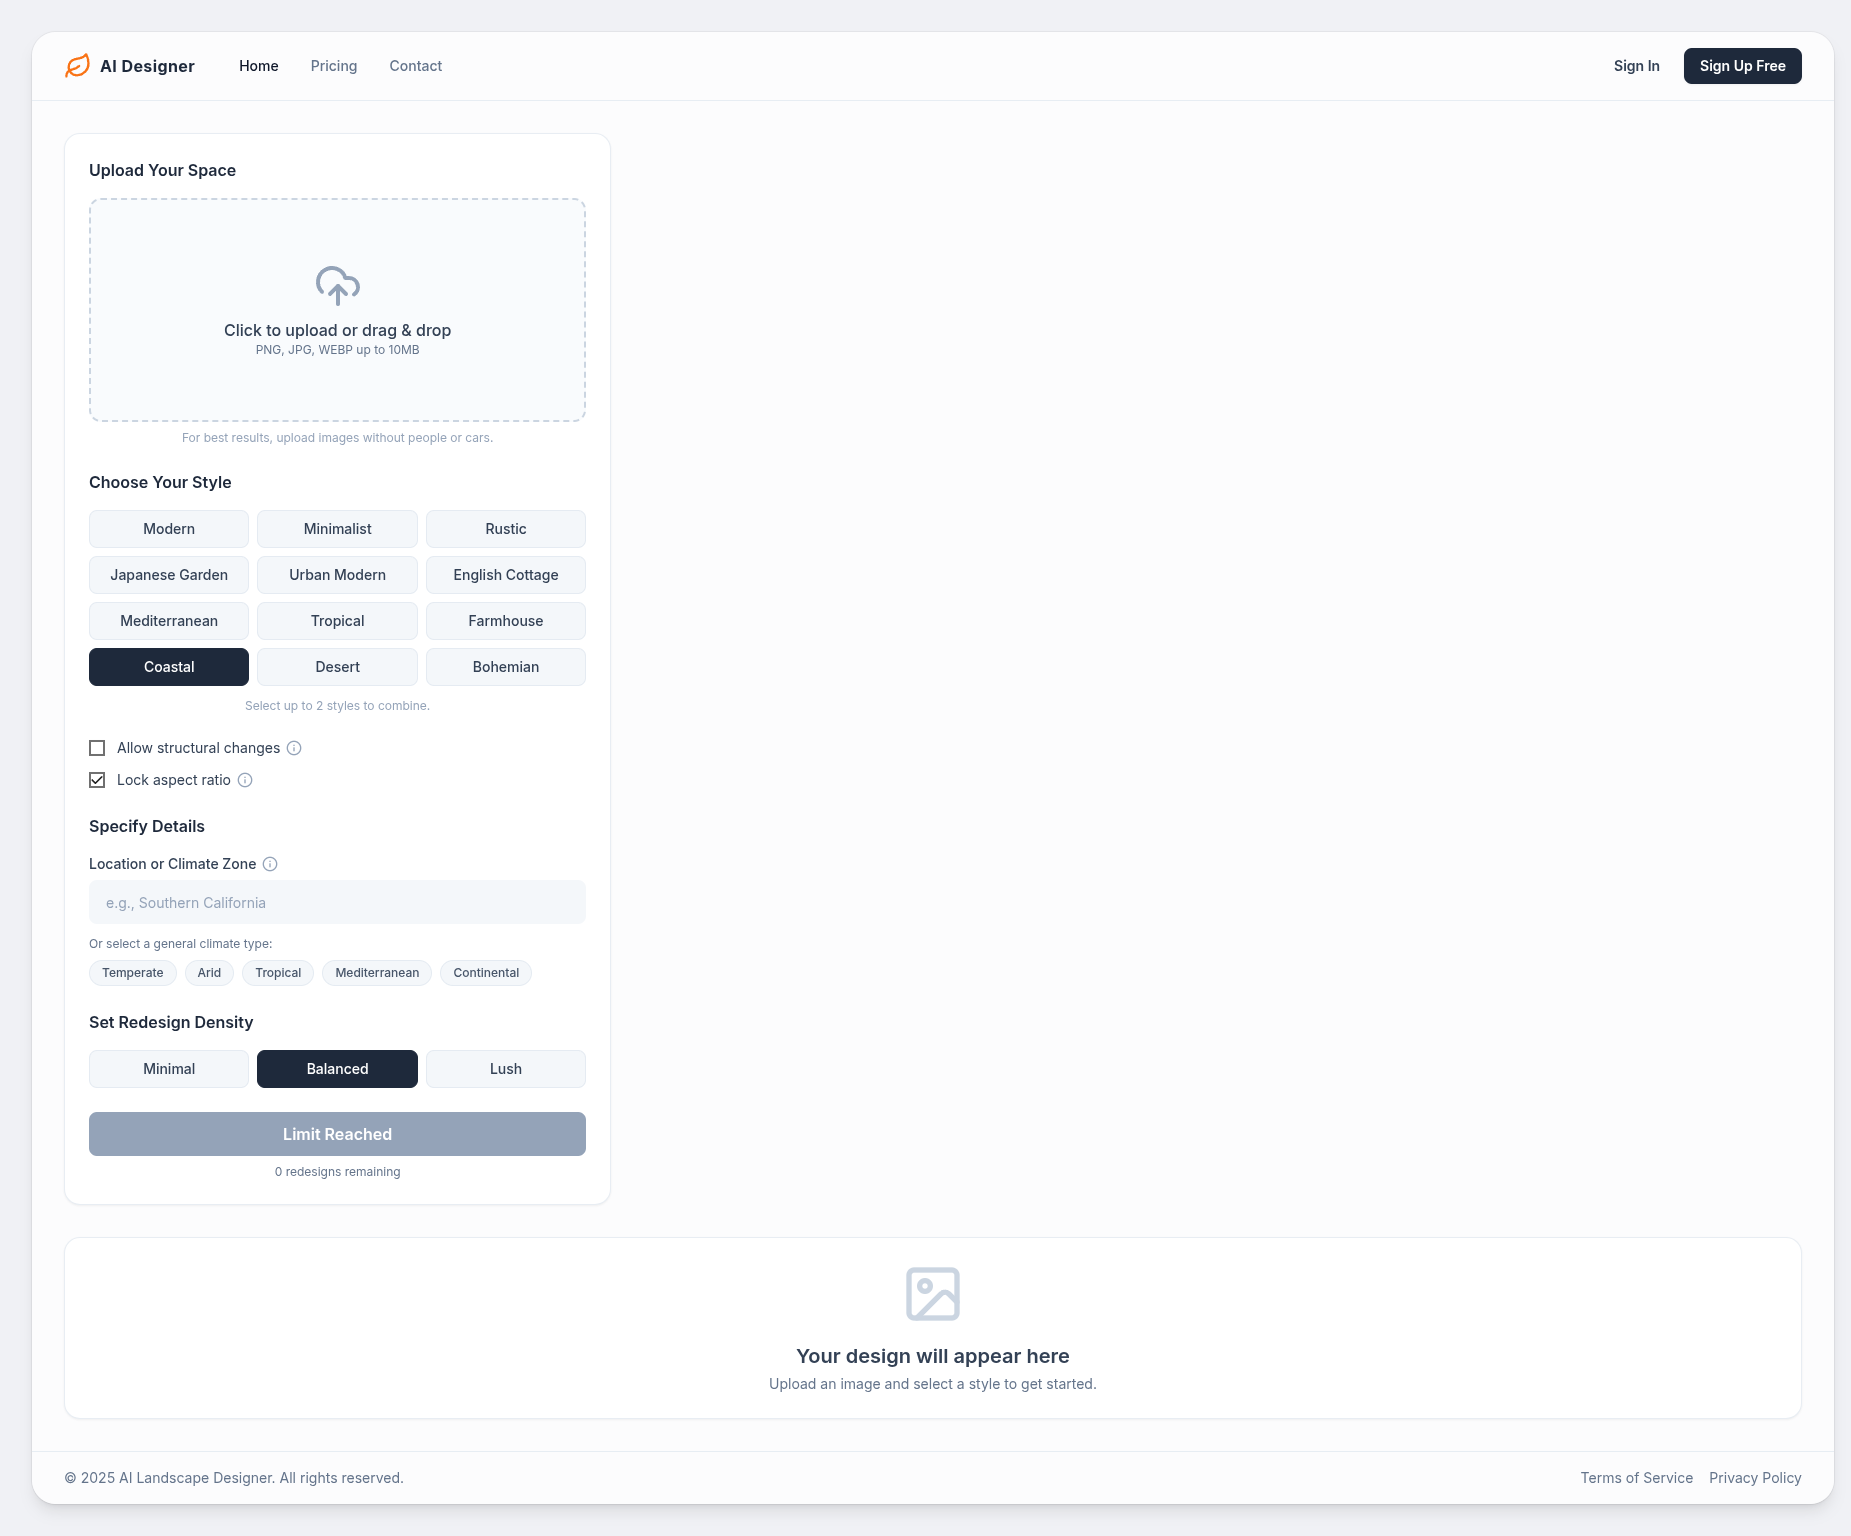 AI Designer
Home Pricing Contact
Sign In Sign Up Free
Upload Your Space
Click to upload or drag & drop
PNG, JPG, WEBP up to 10MB
For best results, upload images without people or cars.
Choose Your Style
Modern Minimalist Rustic
Japanese Garden Urban Modern English Cottage
Mediterranean Tropical Farmhouse
Coastal Desert Bohemian
Select up to 2 styles to combine.
Allow structural changes
Lock aspect ratio
Specify Details
Location or Climate Zone
e.g., Southern California
Or select a general climate type:
Temperate Arid Tropical Mediterranean Continental
Set Redesign Density
Minimal Balanced Lush
Limit Reached
0 redesigns remaining
Your design will appear here
Upload an image and select a style to get started.
© 2025 AI Landscape Designer. All rights reserved.
Terms of Service Privacy Policy